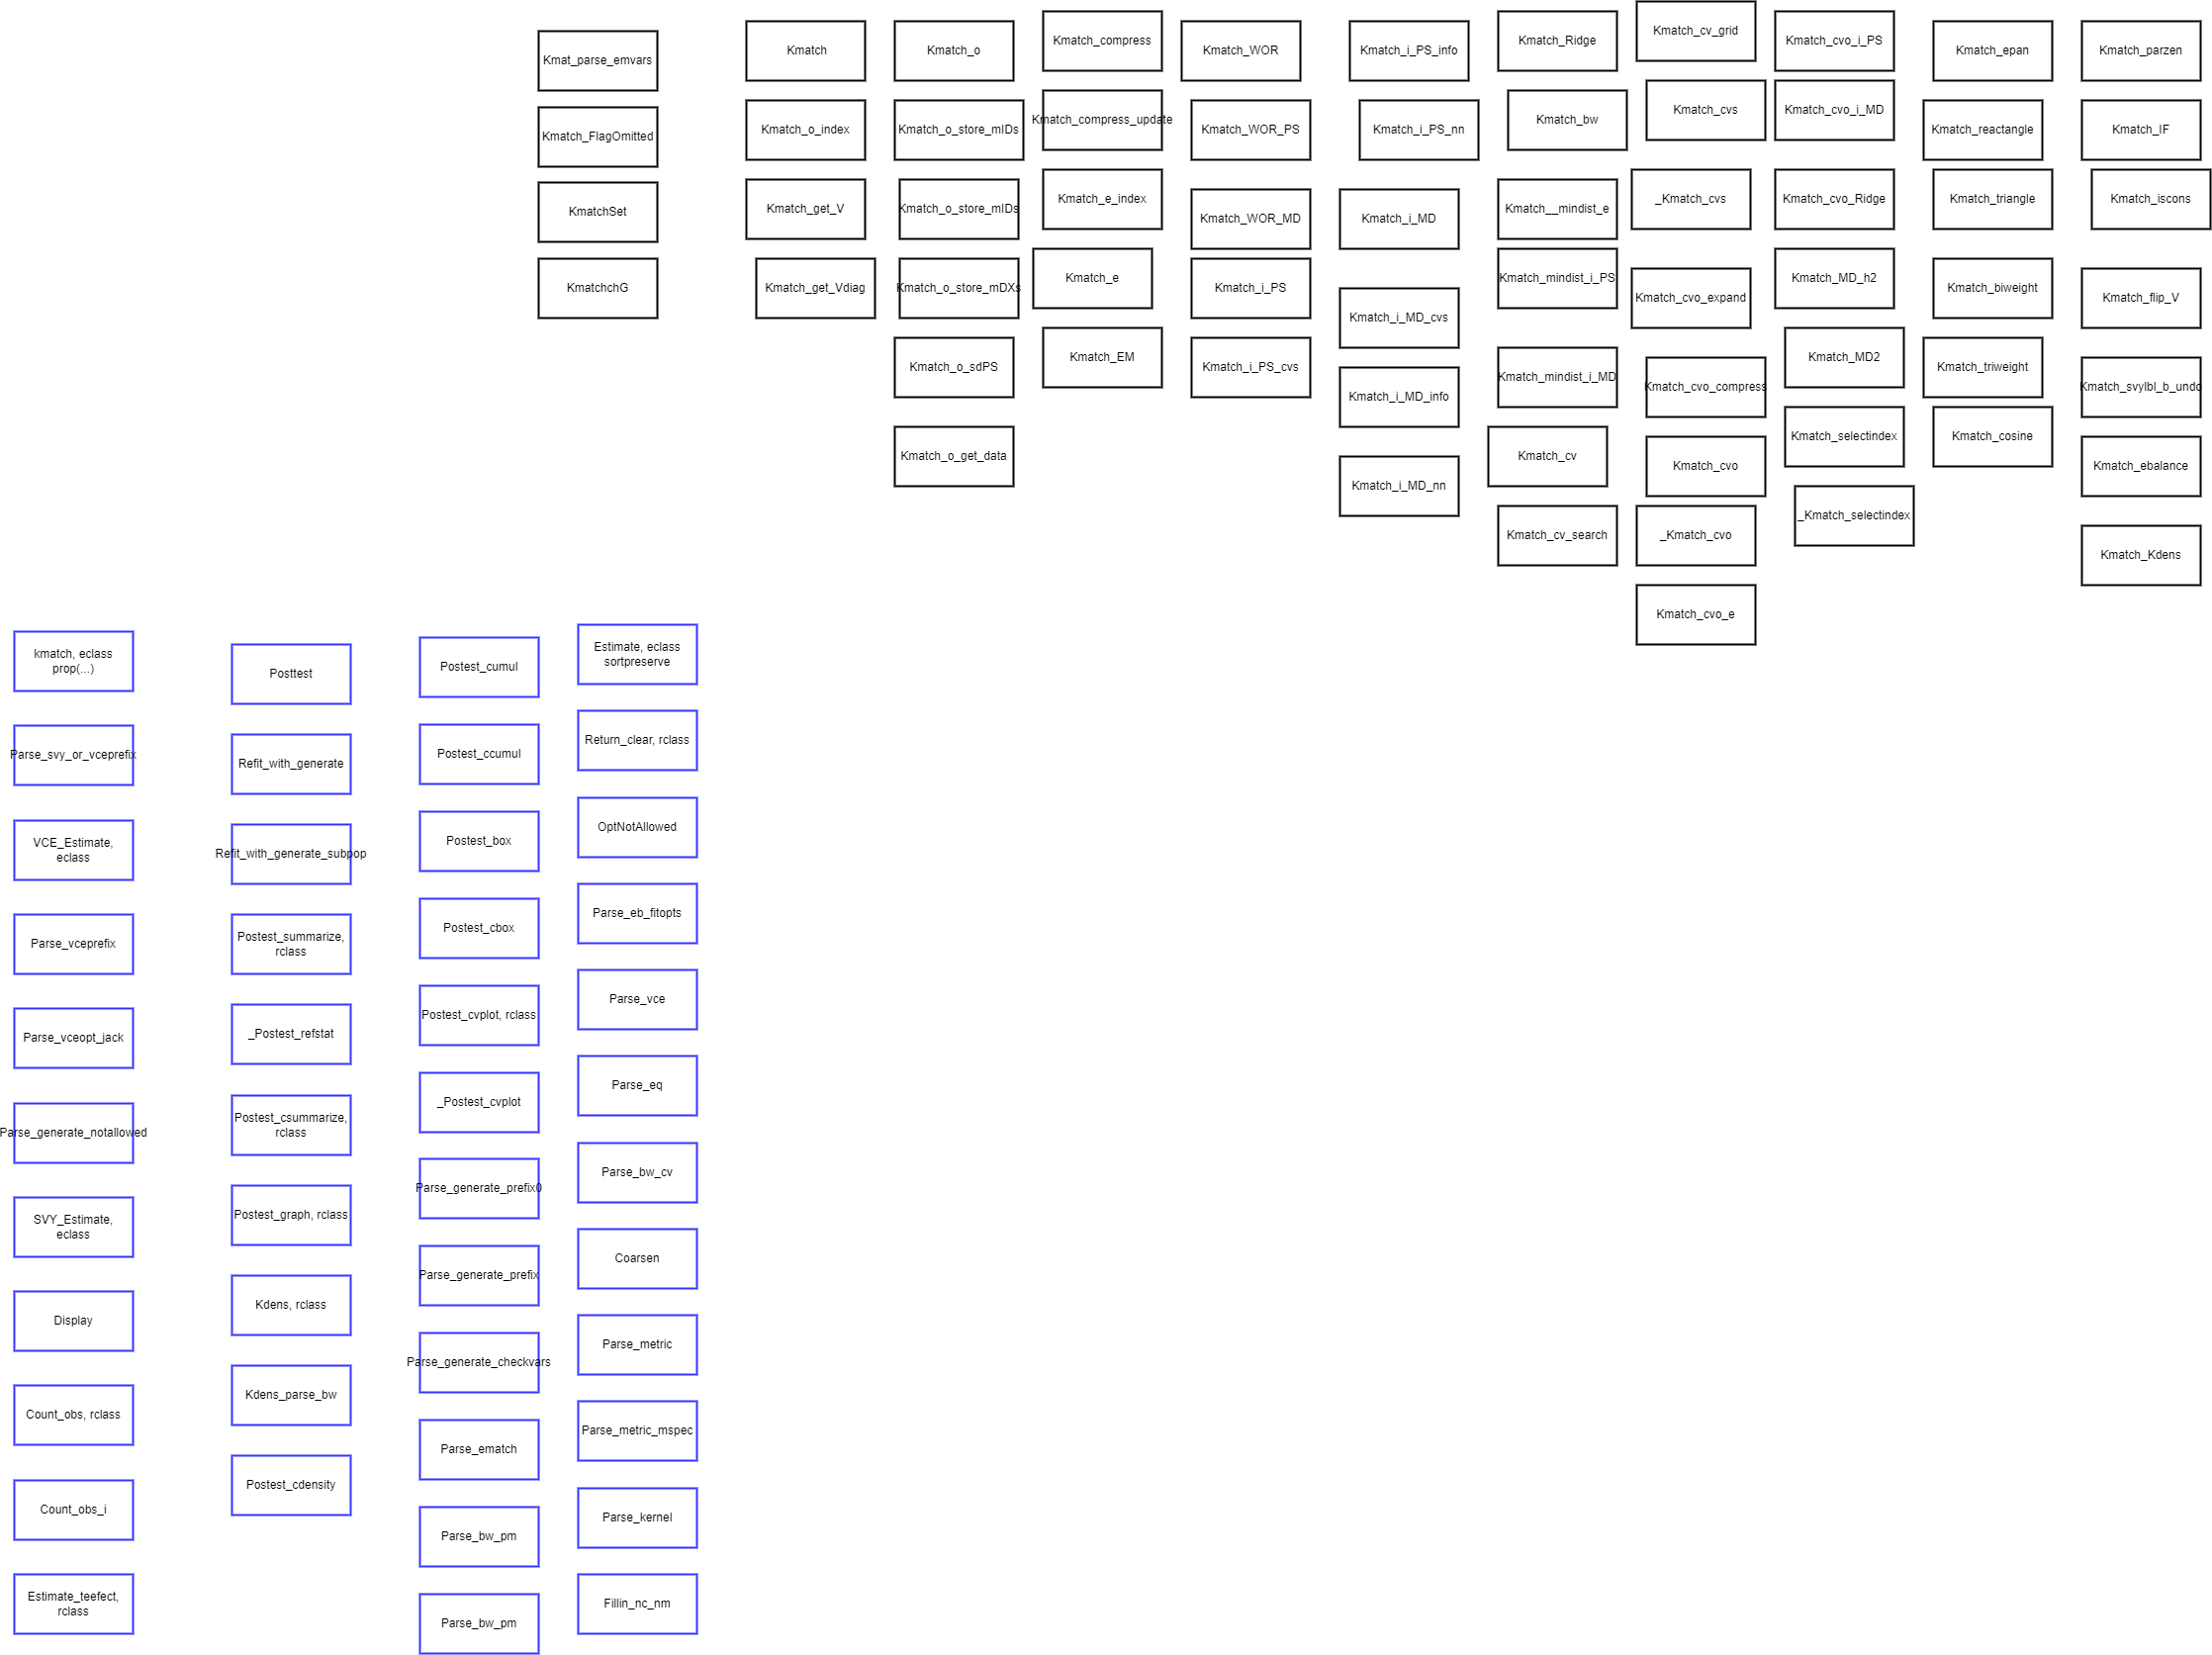 Kmat_parse_emvars
Kmatch_FlagOmitted
KmatchSet
KmatchchG
Kmatch
Kmatch_o_index
Kmatch_get_V
Kmatch_get_Vdiag
Kmatch_o
Kmatch_o_store_mIDs
Kmatch_o_store_mIDs
Kmatch_o_store_mDXs
Kmatch_o_sdPS
Kmatch_o_get_data
Kmatch_compress
Kmatch_compress_update
Kmatch_e_index
Kmatch_e
Kmatch_EM
Kmatch_WOR
Kmatch_WOR_PS
Kmatch_WOR_MD
Kmatch_i_PS
Kmatch_i_PS_cvs
Kmatch_i_PS_info
Kmatch_i_PS_nn
Kmatch_i_MD
Kmatch_i_MD_cvs
Kmatch_i_MD_info
Kmatch_i_MD_nn
Kmatch_Ridge
Kmatch_bw
Kmatch__mindist_e
Kmatch_mindist_i_PS
Kmatch_mindist_i_MD
Kmatch_cv
Kmatch_cv_search
Kmatch_cv_grid
Kmatch_cvs
_Kmatch_cvs
Kmatch_cvo_expand
Kmatch_cvo_compress
Kmatch_cvo
_Kmatch_cvo
Kmatch_cvo_e
Kmatch_cvo_i_PS
Kmatch_cvo_i_MD
Kmatch_cvo_Ridge
Kmatch_MD_h2
Kmatch_MD2
Kmatch_selectindex
_Kmatch_selectindex
Kmatch_epan
Kmatch_reactangle
Kmatch_triangle
Kmatch_biweight
Kmatch_triweight
Kmatch_cosine
Kmatch_parzen
Kmatch_IF
Kmatch_iscons
Kmatch_flip_V
Kmatch_svylbl_b_undo
Kmatch_ebalance
Kmatch_Kdens
kmatch, eclass
prop(...)
Parse_svy_or_vceprefix
VCE_Estimate,
eclass
Parse_vceprefix
Parse_vceopt_jack
Parse_generate_notallowed
SVY_Estimate,
eclass
Display
Count_obs, rclass
Count_obs_i
Estimate_teefect,
rclass
Posttest
Refit_with_generate
Refit_with_generate_subpop
Postest_summarize,
rclass
_Postest_refstat
Postest_csummarize,
rclass
Postest_graph, rclass
Kdens, rclass
Kdens_parse_bw
Postest_cdensity
Postest_cumul
Postest_ccumul
Postest_box
Postest_cbox
Postest_cvplot, rclass
_Postest_cvplot
Parse_generate_prefix0
Parse_generate_prefix
Parse_generate_checkvars
Parse_ematch
Parse_bw_pm
Parse_bw_pm
Estimate, eclass
sortpreserve
Return_clear, rclass
OptNotAllowed
Parse_eb_fitopts
Parse_vce
Parse_eq
Parse_bw_cv
Coarsen
Parse_metric
Parse_metric_mspec
Parse_kernel
Fillin_nc_nm